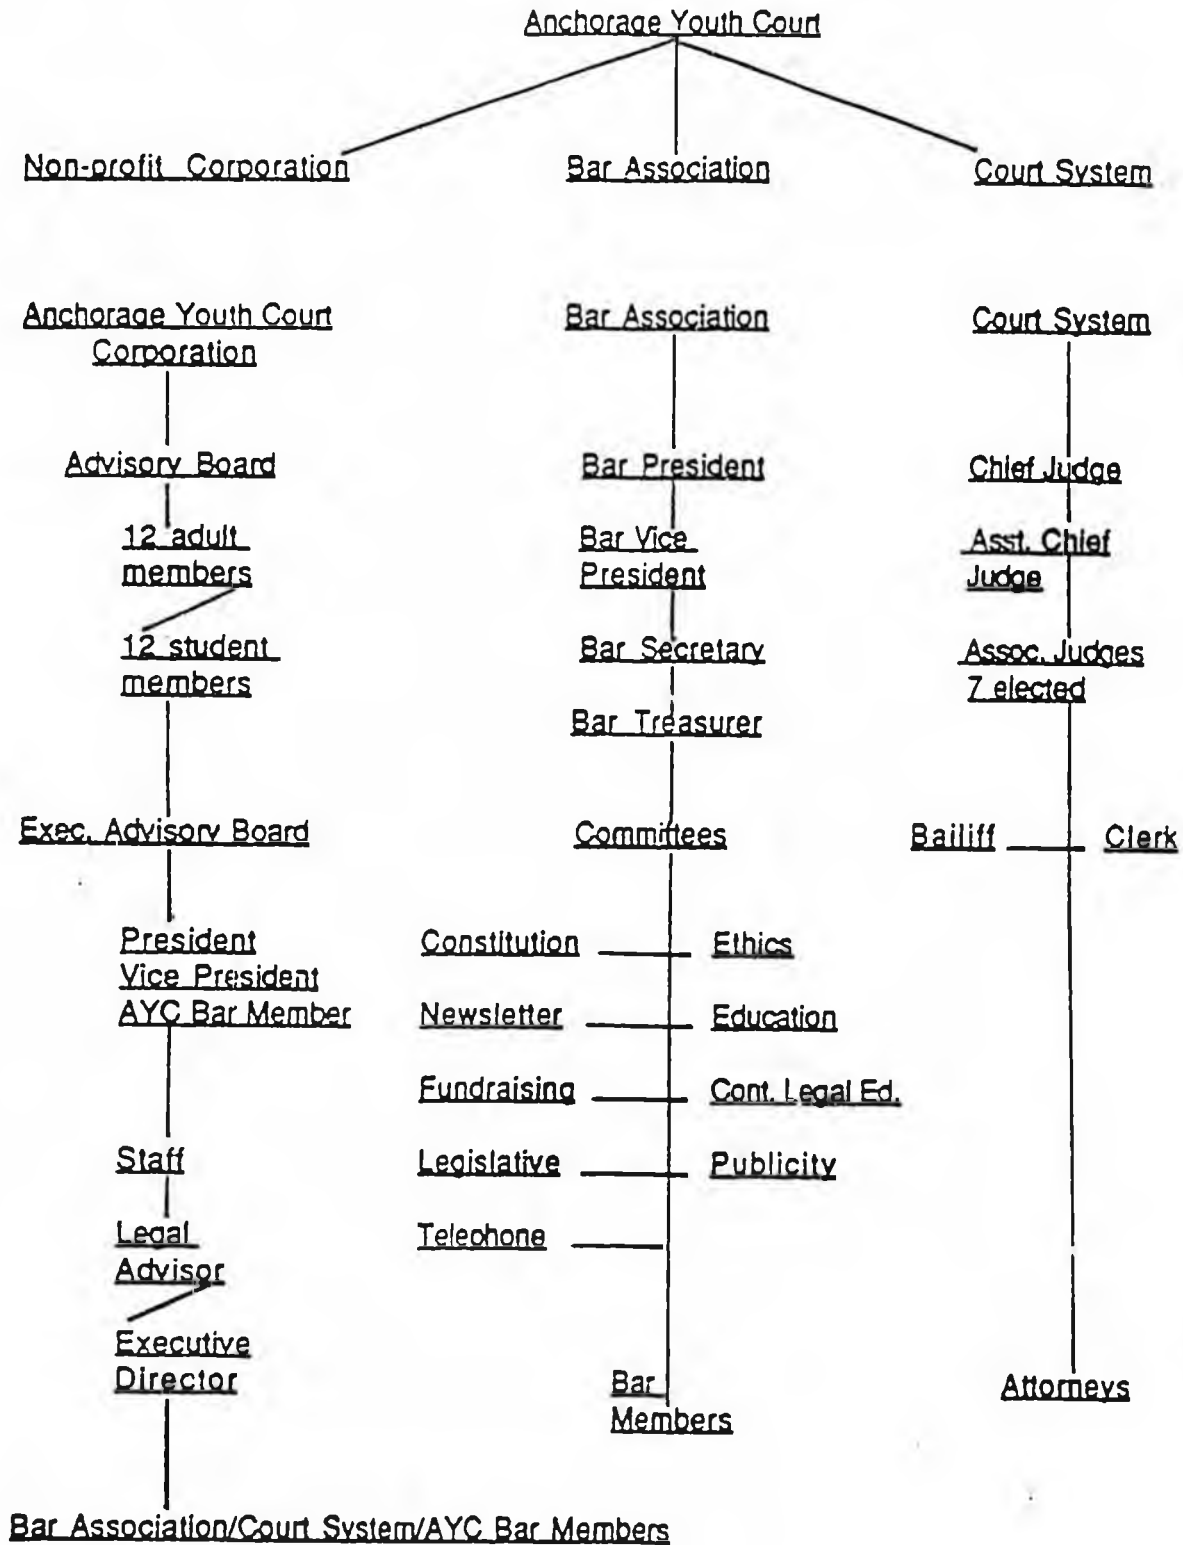 Anchorage Youth Court
Non-profit Corporation
Bar Association
Court System
Anchorage Youth Court
Corporation
Advisory Board
12 adult
members
12 student
members
Exec. Advisory Board
President
Vice President
AYC Bar Member
Staff
Legal
Advisor
Executive
Director
Bar Association/Court System/AYC Bar Members
Bar Association
Bar President
Bar Vice
President
Bar Secretary
Bar Treasurer
Committees
Constitution
Ethics
Newsletter
Education
Fundraising
Cont. Legal Ed.
Legislative
Publicity
Telephone
Bar
Members
Court System
Chief Judge
Asst. Chief
Judge
Assoc. Judges
7 elected
Bailiff
Clerk
Attorneys